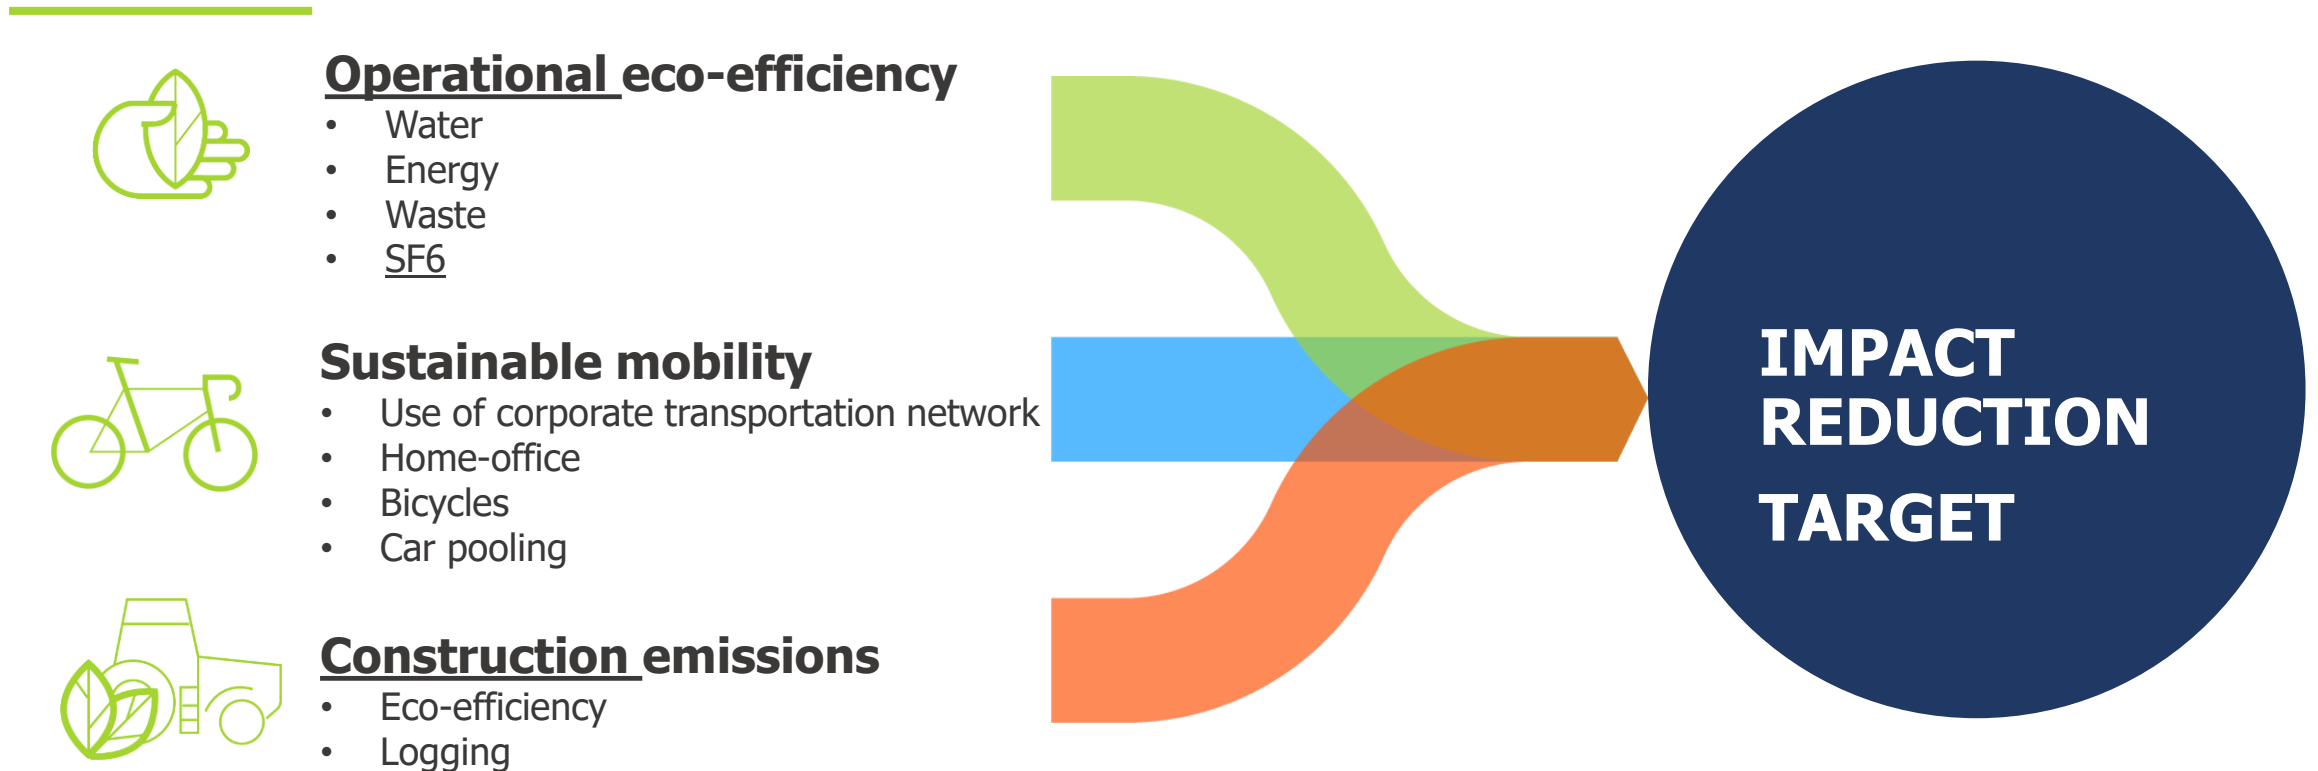 Operational eco-efficiency
• Water
• Energy
• Waste
• SF6
Sustainable mobility
• Use of corporate transportation network
• Home-office
• Bicycles
• Car pooling
Construction emissions
• Eco-efficiency
• Logging
IMPACT
REDUCTION
TARGET